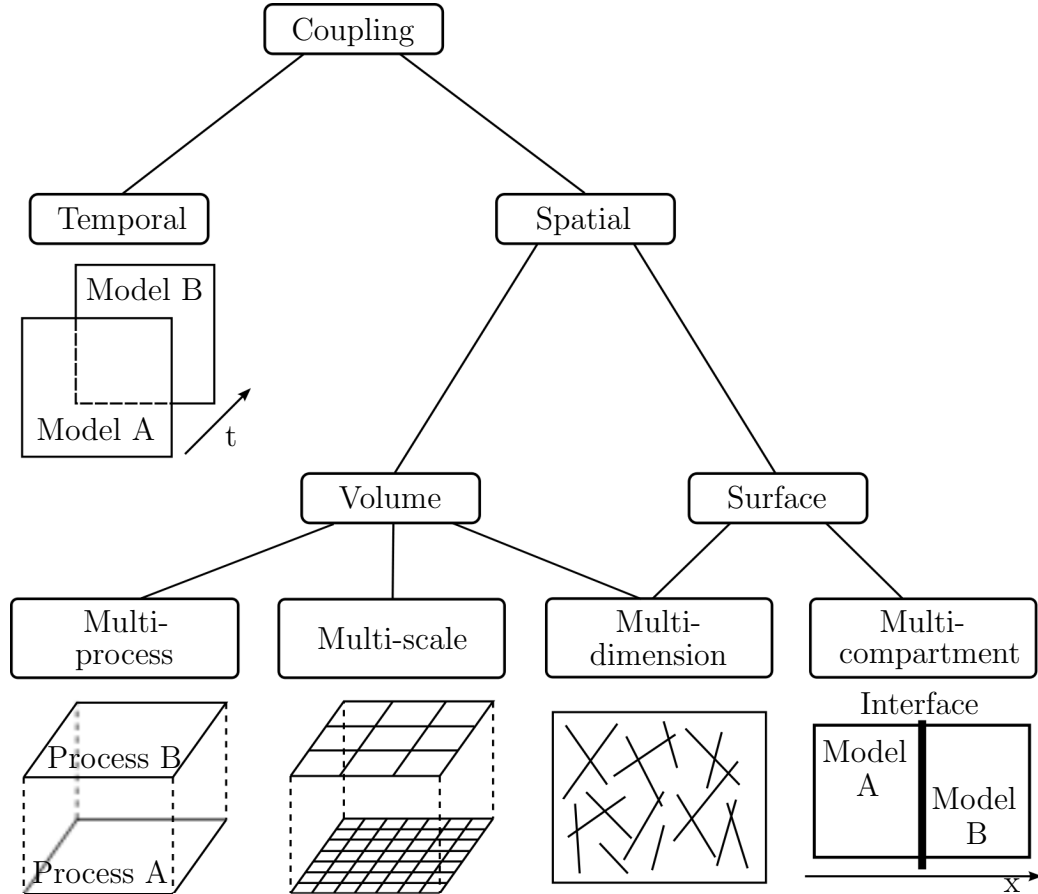 Coupling
Temporal
Spatial
Model B
Model A
t
Volume
Surface
Multi-
process
Multi-scale
Multi-
dimension
Multi-
compartment
Process B
Process A
Interface
Model
A
Model
B
x